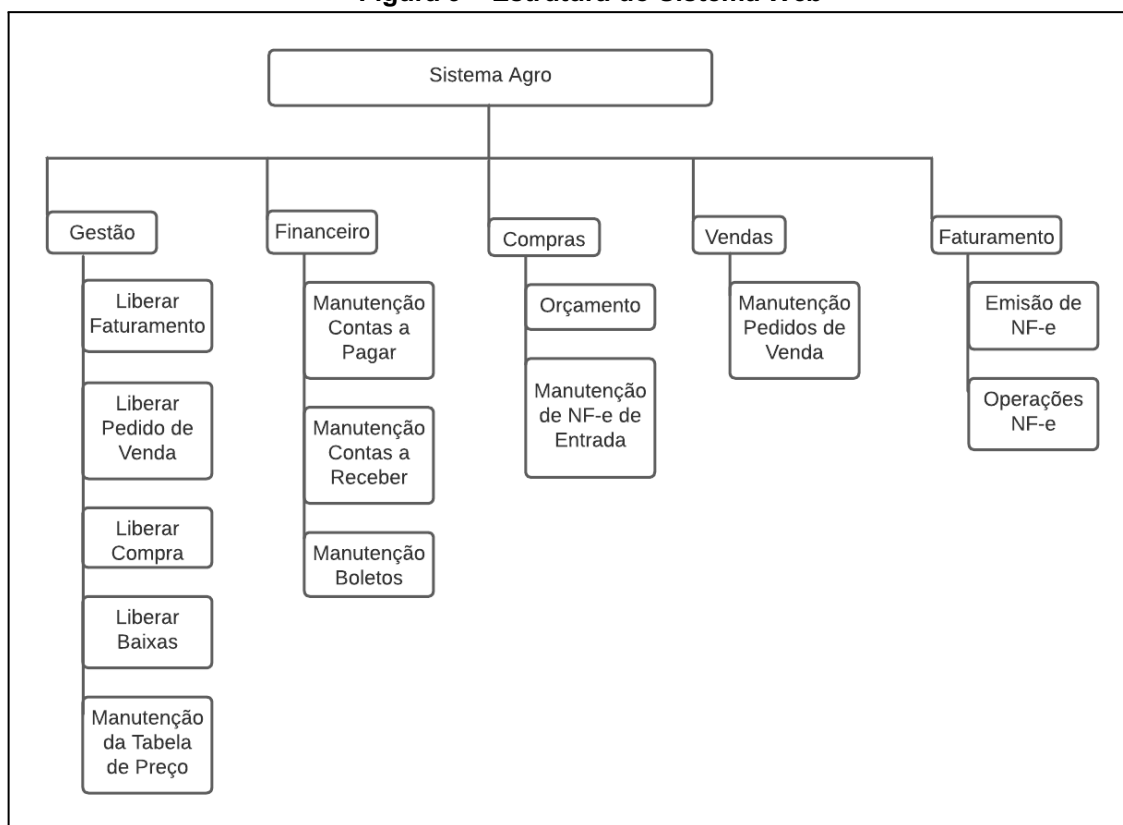 Figura – Estrutura do Sistema Web
Sistema Agro
Gestão
Liberar
Faturamento
Liberar
Pedido de
Venda
Liberar
Compra
Liberar
Baixas
Manutenção
da Tabela
de Preço
Financeiro
Manutenção
Contas a
Pagar
Manutenção
Contas a
Receber
Manutenção
Boletos
Compras
Orçamento
Manutenção
de NF-e de
Entrada
Vendas
Manutenção
Pedidos de
Venda
Faturamento
Emissão de
NF-e
Operações
NF-e